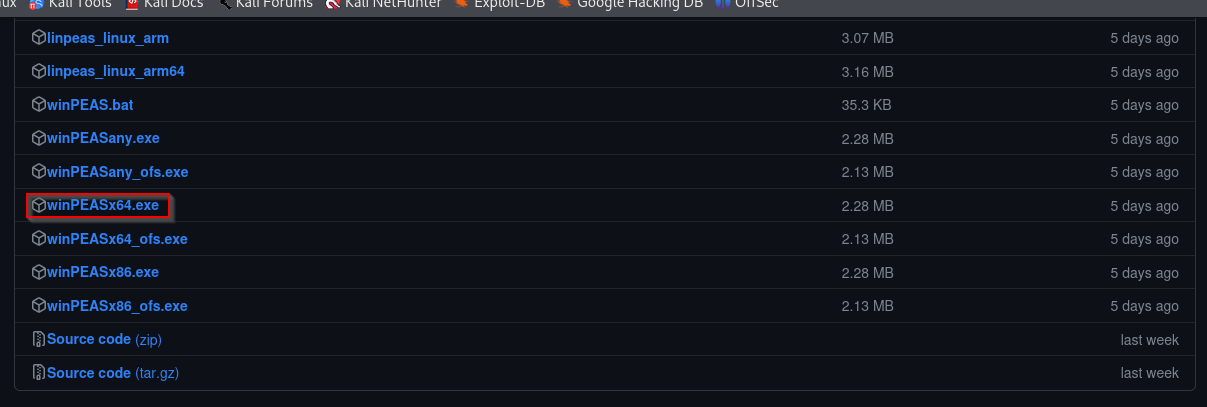 nux Kali Tools Kali Docs Kali Forums Kali NetHunter Exploit-DB Google Hacking DB OffSec
linpeas_linux_arm 3.07 MB 5 days ago
linpeas_linux_arm64 3.16 MB 5 days ago
winPEAS.bat 35.3 KB 5 days ago
winPEASany.exe 2.28 MB 5 days ago
winPEASany_ofs.exe 2.13 MB 5 days ago
winPEASx64.exe 2.28 MB 5 days ago
winPEASx64_ofs.exe 2.13 MB 5 days ago
winPEASx86.exe 2.28 MB 5 days ago
winPEASx86_ofs.exe 2.13 MB 5 days ago
Source code (zip) last week
Source code (tar.gz) last week